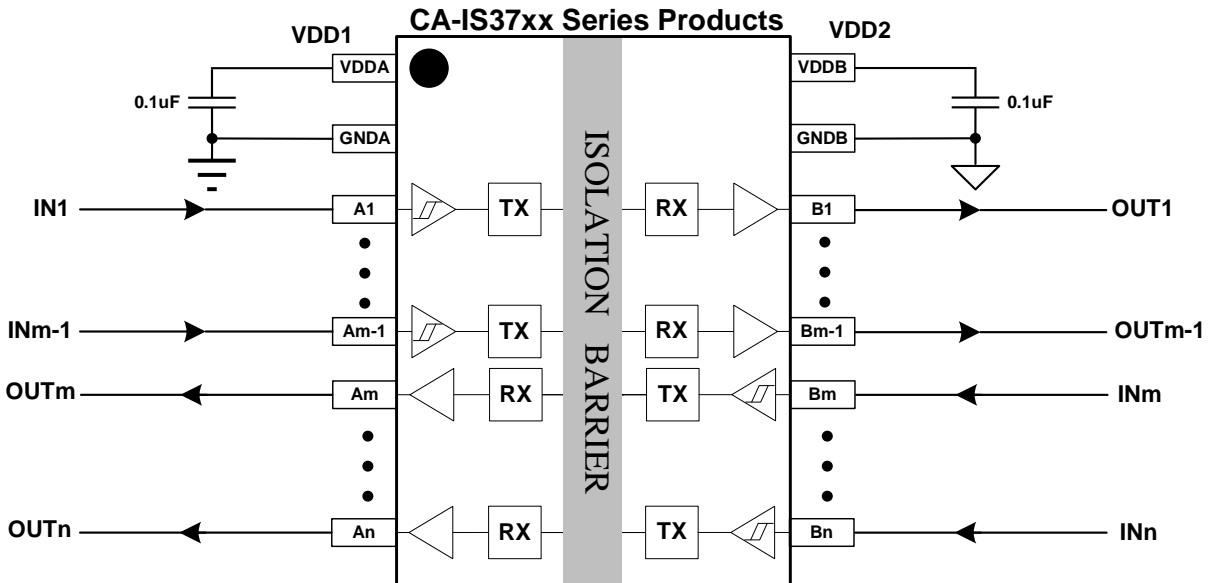 CA-IS37xx Series Products
VDD1
VDD2
VDDA
VDDB
0.1uF
0.1uF
GNDA
GNDB
ISOLATION BARRIER
IN1
A1
TX
RX
B1
OUT1
INm-1
Am-1
TX
RX
Bm-1
OUTm-1
OUTm
Am
RX
TX
Bm
INm
OUTn
An
RX
TX
Bn
INn